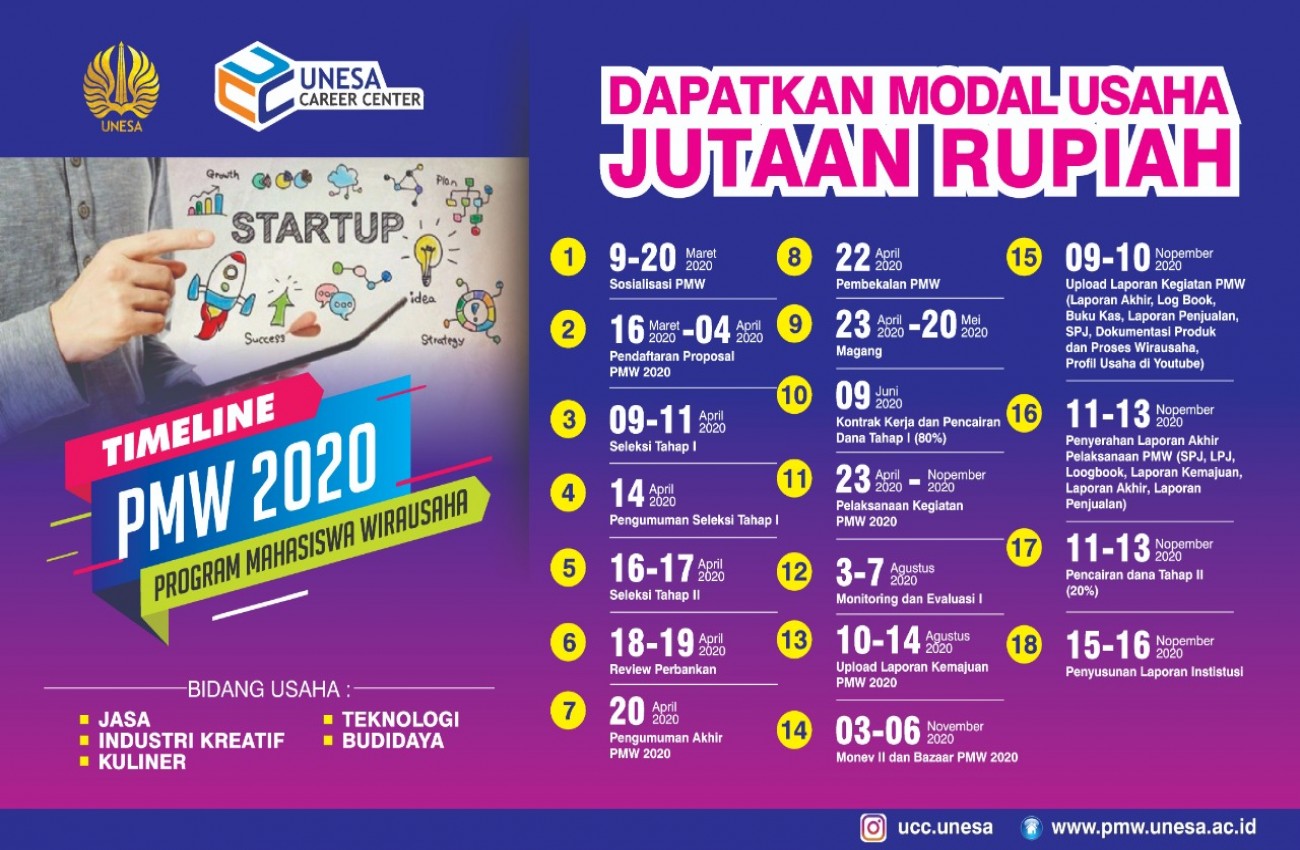 UNESA
UNESA
CAREER CENTER
DAPATKAN MODAL USAHA
JUTAAN RUPIAH
Growth
Plan
STARTUP
idea
Success
Strategy
TIMELINE
PMW 2020
PROGRAM MAHASISWA WIRAUSAHA
BIDANG USAHA :
JASA
INDUSTRI KREATIF
KULINER
TEKNOLOGI
BUDIDAYA
1 9-20 Maret 2020
Sosialisasi PMW
2 16 Maret 2020 -04 April 2020
Pendaftaran Proposal
PMW 2020
3 09-11 April 2020
Seleksi Tahap I
4 14 April 2020
Pengumuman Seleksi Tahap I
5 16-17 April 2020
Seleksi Tahap II
6 18-19 April 2020
Review Perbankan
7 20 April 2020
Pengumuman Akhir
PMW 2020
8 22 April 2020
Pembekalan PMW
9 23 April 2020 -20 Mei 2020
Magang
10 09 Juni 2020
Kontrak Kerja dan Pencairan
Dana Tahap I (80%)
11 23 April 2020 - Nopember 2020
Pelaksanaan Kegiatan
PMW 2020
12 3-7 Agustus 2020
Monitoring dan Evaluasi I
13 10-14 Agustus 2020
Upload Laporan Kemajuan
PMW 2020
14 03-06 November 2020
Monev II dan Bazaar PMW 2020
15 09-10 Nopember 2020
Upload Laporan Kegiatan PMW
(Laporan Akhir, Log Book,
Buku Kas, Laporan Penjualan,
SPJ, Dokumentasi Produk
dan Proses Wirausaha,
Profil Usaha di Youtube)
16 11-13 Nopember 2020
Penyerahan Laporan Akhir
Pelaksanaan PMW (SPJ, LPJ,
Loogbook, Laporan Kemajuan,
Laporan Akhir, Laporan
Penjualan)
17 11-13 Nopember 2020
Pencairan dana Tahap II
(20%)
18 15-16 Nopember 2020
Penyusunan Laporan Institusi
ucc.unesa
www.pmw.unesa.ac.id